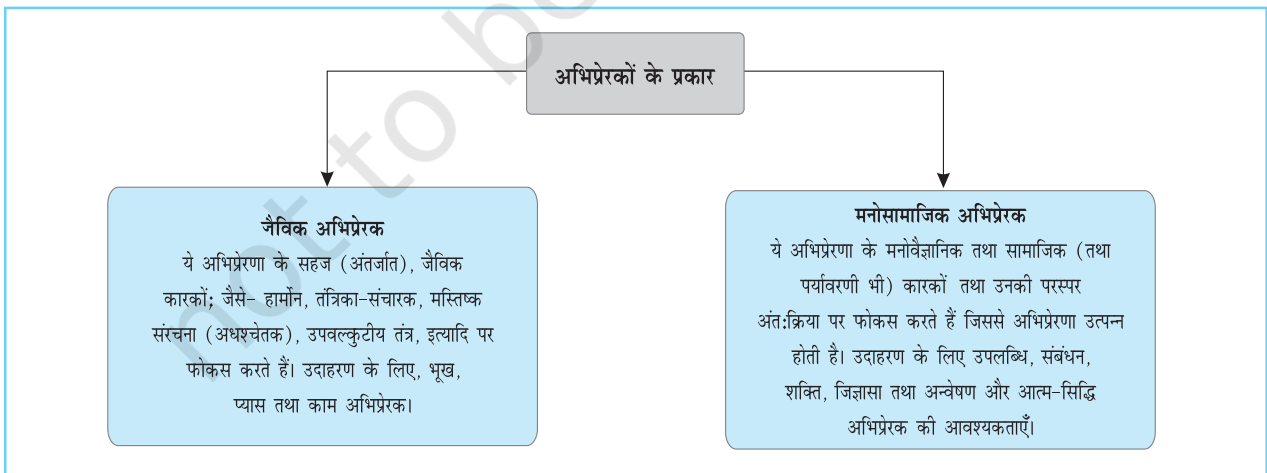 अभिप्रेरकों के प्रकार
जैविक अभिप्रेरक
ये अभिप्रेरणा के सहज (अंतर्जात), जैविक
कारकों; जैसे– हार्मोन, तंत्रिका-संचारक, मस्तिष्क
संरचना (अधश्चेतक), उपवल्कुटीय तंत्र, इत्यादि पर
फोकस करते हैं। उदाहरण के लिए, भूख,
प्यास तथा काम अभिप्रेरक।
मनोसामाजिक अभिप्रेरक
ये अभिप्रेरणा के मनोवैज्ञानिक तथा सामाजिक (तथा
पर्यावरणी भी) कारकों तथा उनकी परस्पर
अंत:क्रिया पर फोकस करते हैं जिससे अभिप्रेरणा उत्पन्न
होती है। उदाहरण के लिए उपलब्धि, संबंधन,
शक्ति, जिज्ञासा तथा अन्वेषण और आत्म-सिद्धि
अभिप्रेरक की आवश्यकताएँ।
not to b